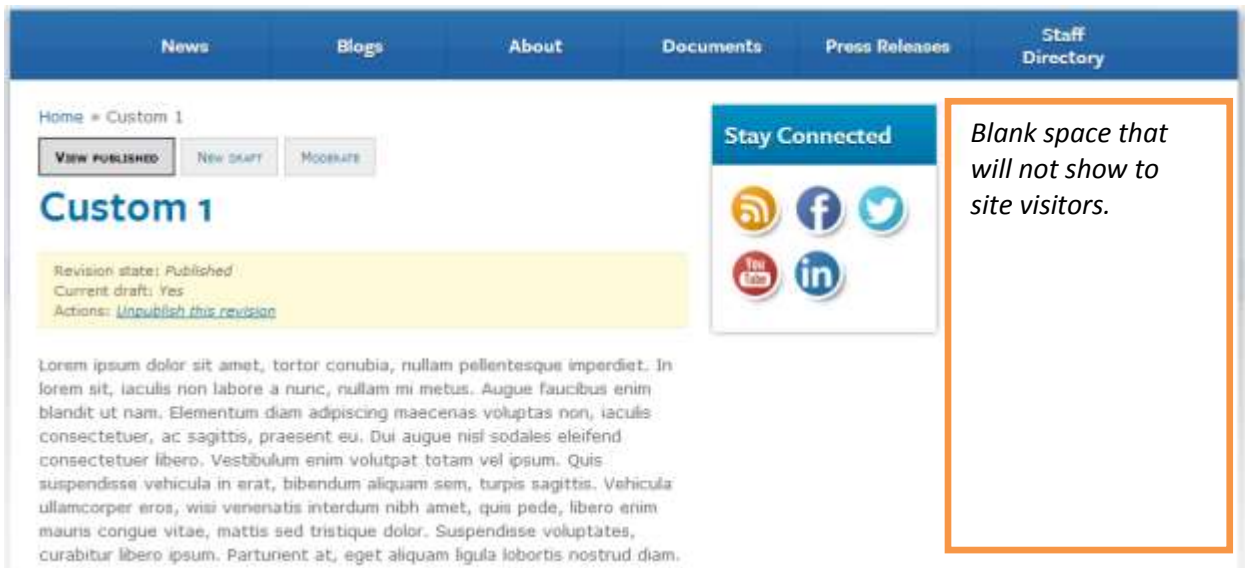 News Blogs About Documents Press Releases Staff
Directory
Home » Custom 1
View published New draft Moderate
Custom 1
Revision state: Published
Current draft: Yes
Actions: Unpublish this revision
Lorem ipsum dolor sit amet, tortor conubia, nullam pellentesque imperdiet. In
lorem sit, iaculis non labore a nunc, nullam mi metus. Augue faucibus enim
blandit ut nam. Elementum diam adipiscing maecenas voluptas non, iaculis
consectetuer, ac sagittis, praesent eu. Dui augue nisl sodales eleifend
consectetuer libero. Vestibulum enim volutpat totam vel ipsum. Quis
suspendisse vehicula in erat, bibendum aliquam sem, turpis sagittis. Vehicula
ullamcorper eros, wisi venenatis interdum nibh amet, quis pede, libero enim
mauris congue vitae, mattis sed tristique dolor. Suspendisse voluptates,
curabitur libero ipsum. Parturient at, eget aliquam ligula lobortis nostrud diam.
Stay Connected
f
You
Tube
in
Blank space that
will not show to
site visitors.